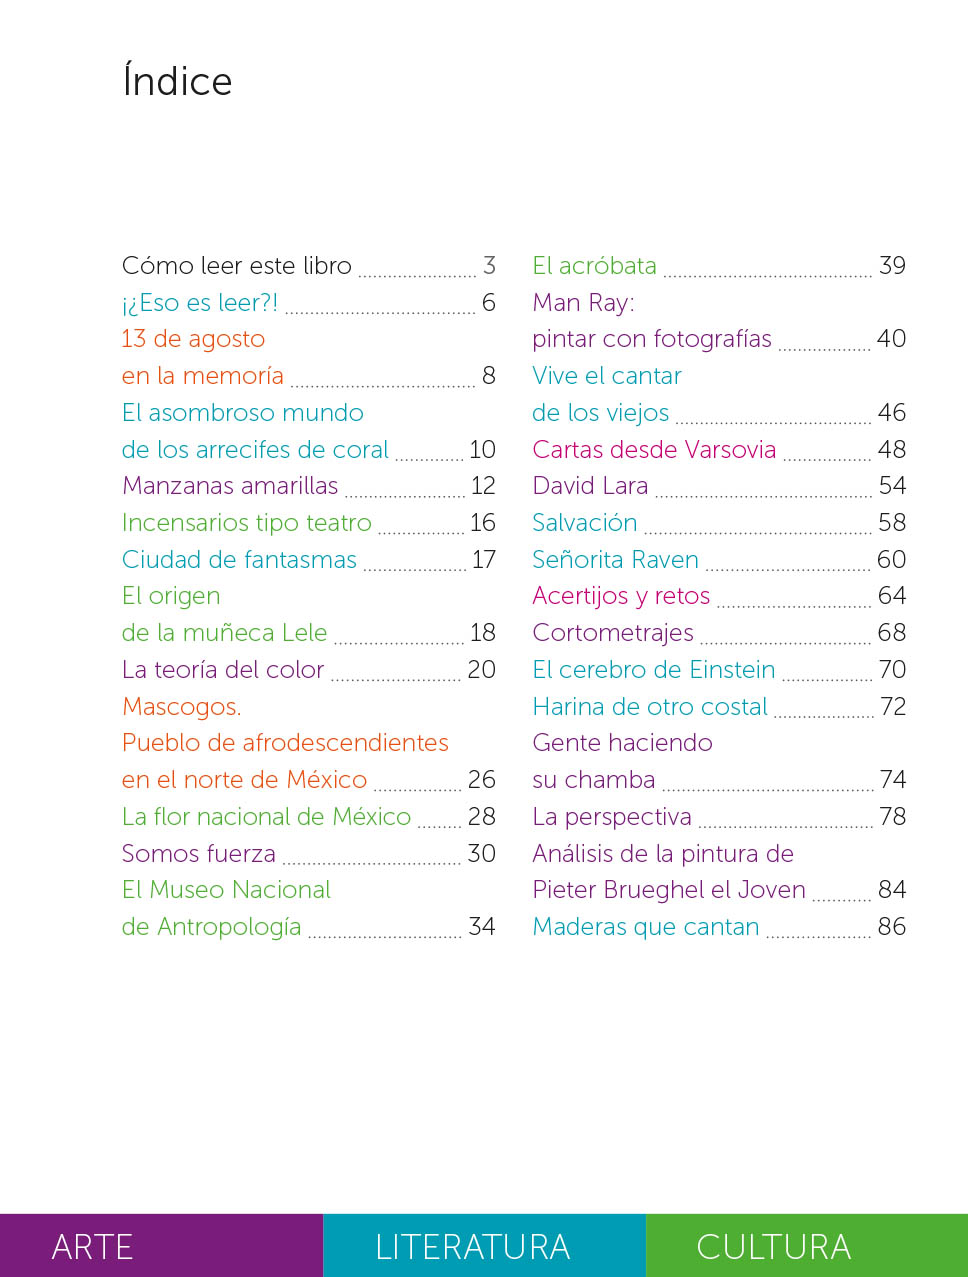 Índice
Cómo leer este libro 3
¡¿Eso es leer?! 6
13 de agosto
en la memoría 8
El asombroso mundo
de los arrecifes de coral 10
Manzanas amarillas 12
Incensarios tipo teatro 16
Ciudad de fantasmas 17
El origen
de la muñeca Lele 18
La teoría del color 20
Mascogos.
Pueblo de afrodescendientes
en el norte de México 26
La flor nacional de México 28
Somos fuerza 30
El Museo Nacional
de Antropología 34
El acróbata 39
Man Ray:
pintar con fotografías 40
Vive el cantar
de los viejos 46
Cartas desde Varsovia 48
David Lara 54
Salvación 58
Señorita Raven 60
Acertijos y retos 64
Cortometrajes 68
El cerebro de Einstein 70
Harina de otro costal 72
Gente haciendo
su chamba 74
La perspectiva 78
Análisis de la pintura de
Pieter Brueghel el Joven 84
Maderas que cantan 86
ARTE
LITERATURA
CULTURA